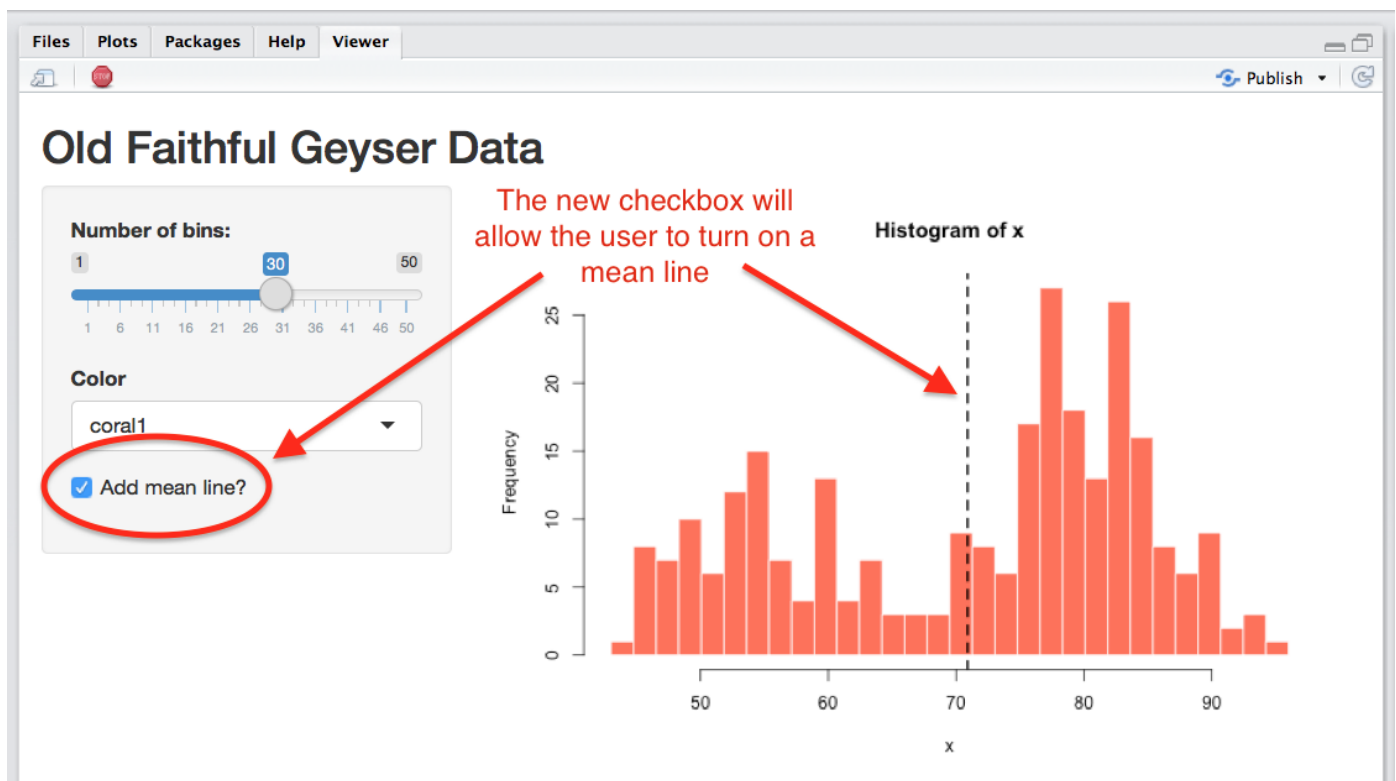 Files Plots Packages Help Viewer
STOP
Publish
Old Faithful Geyser Data
Number of bins:
1 30 50
1 6 11 16 21 26 31 36 41 46 50
Color
coral1
Add mean line?
The new checkbox will
allow the user to turn on a
mean line
Histogram of x
Frequency
25
20
15
10
5
0
50 60 70 80 90
x